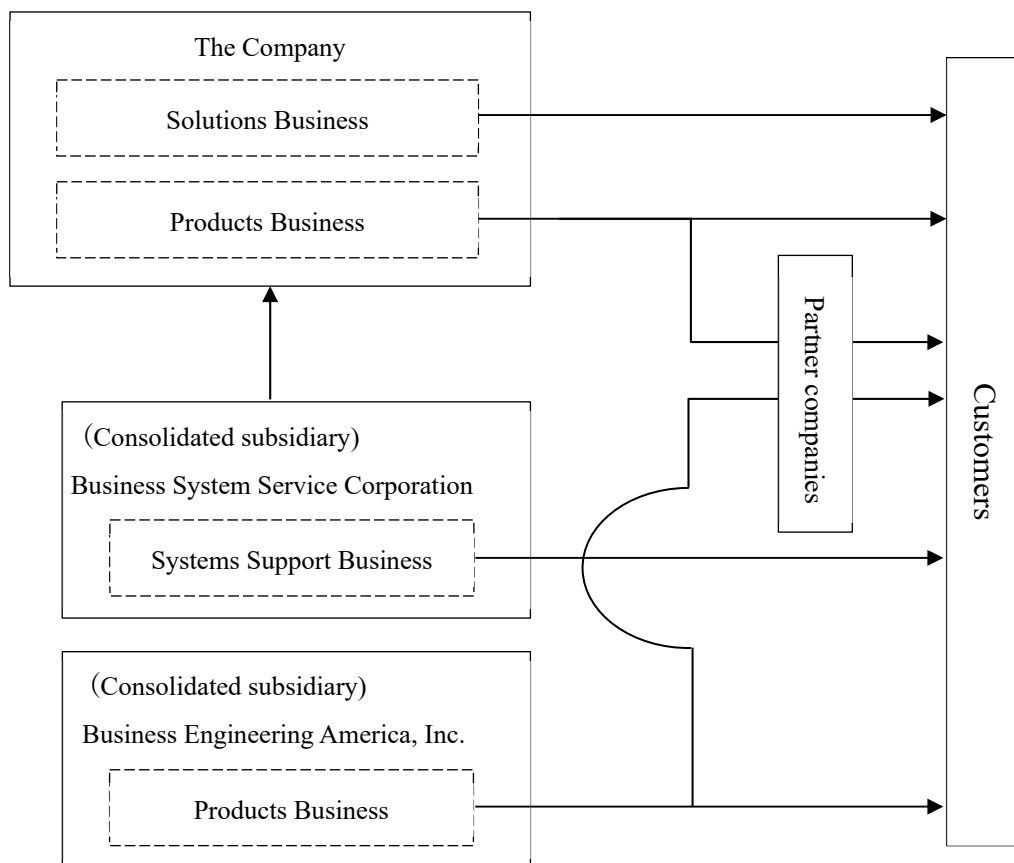 The Company
Solutions Business
Products Business
Partner companies
Customers
（Consolidated subsidiary)
Business System Service Corporation
Systems Support Business
（Consolidated subsidiary)
Business Engineering America, Inc.
Products Business